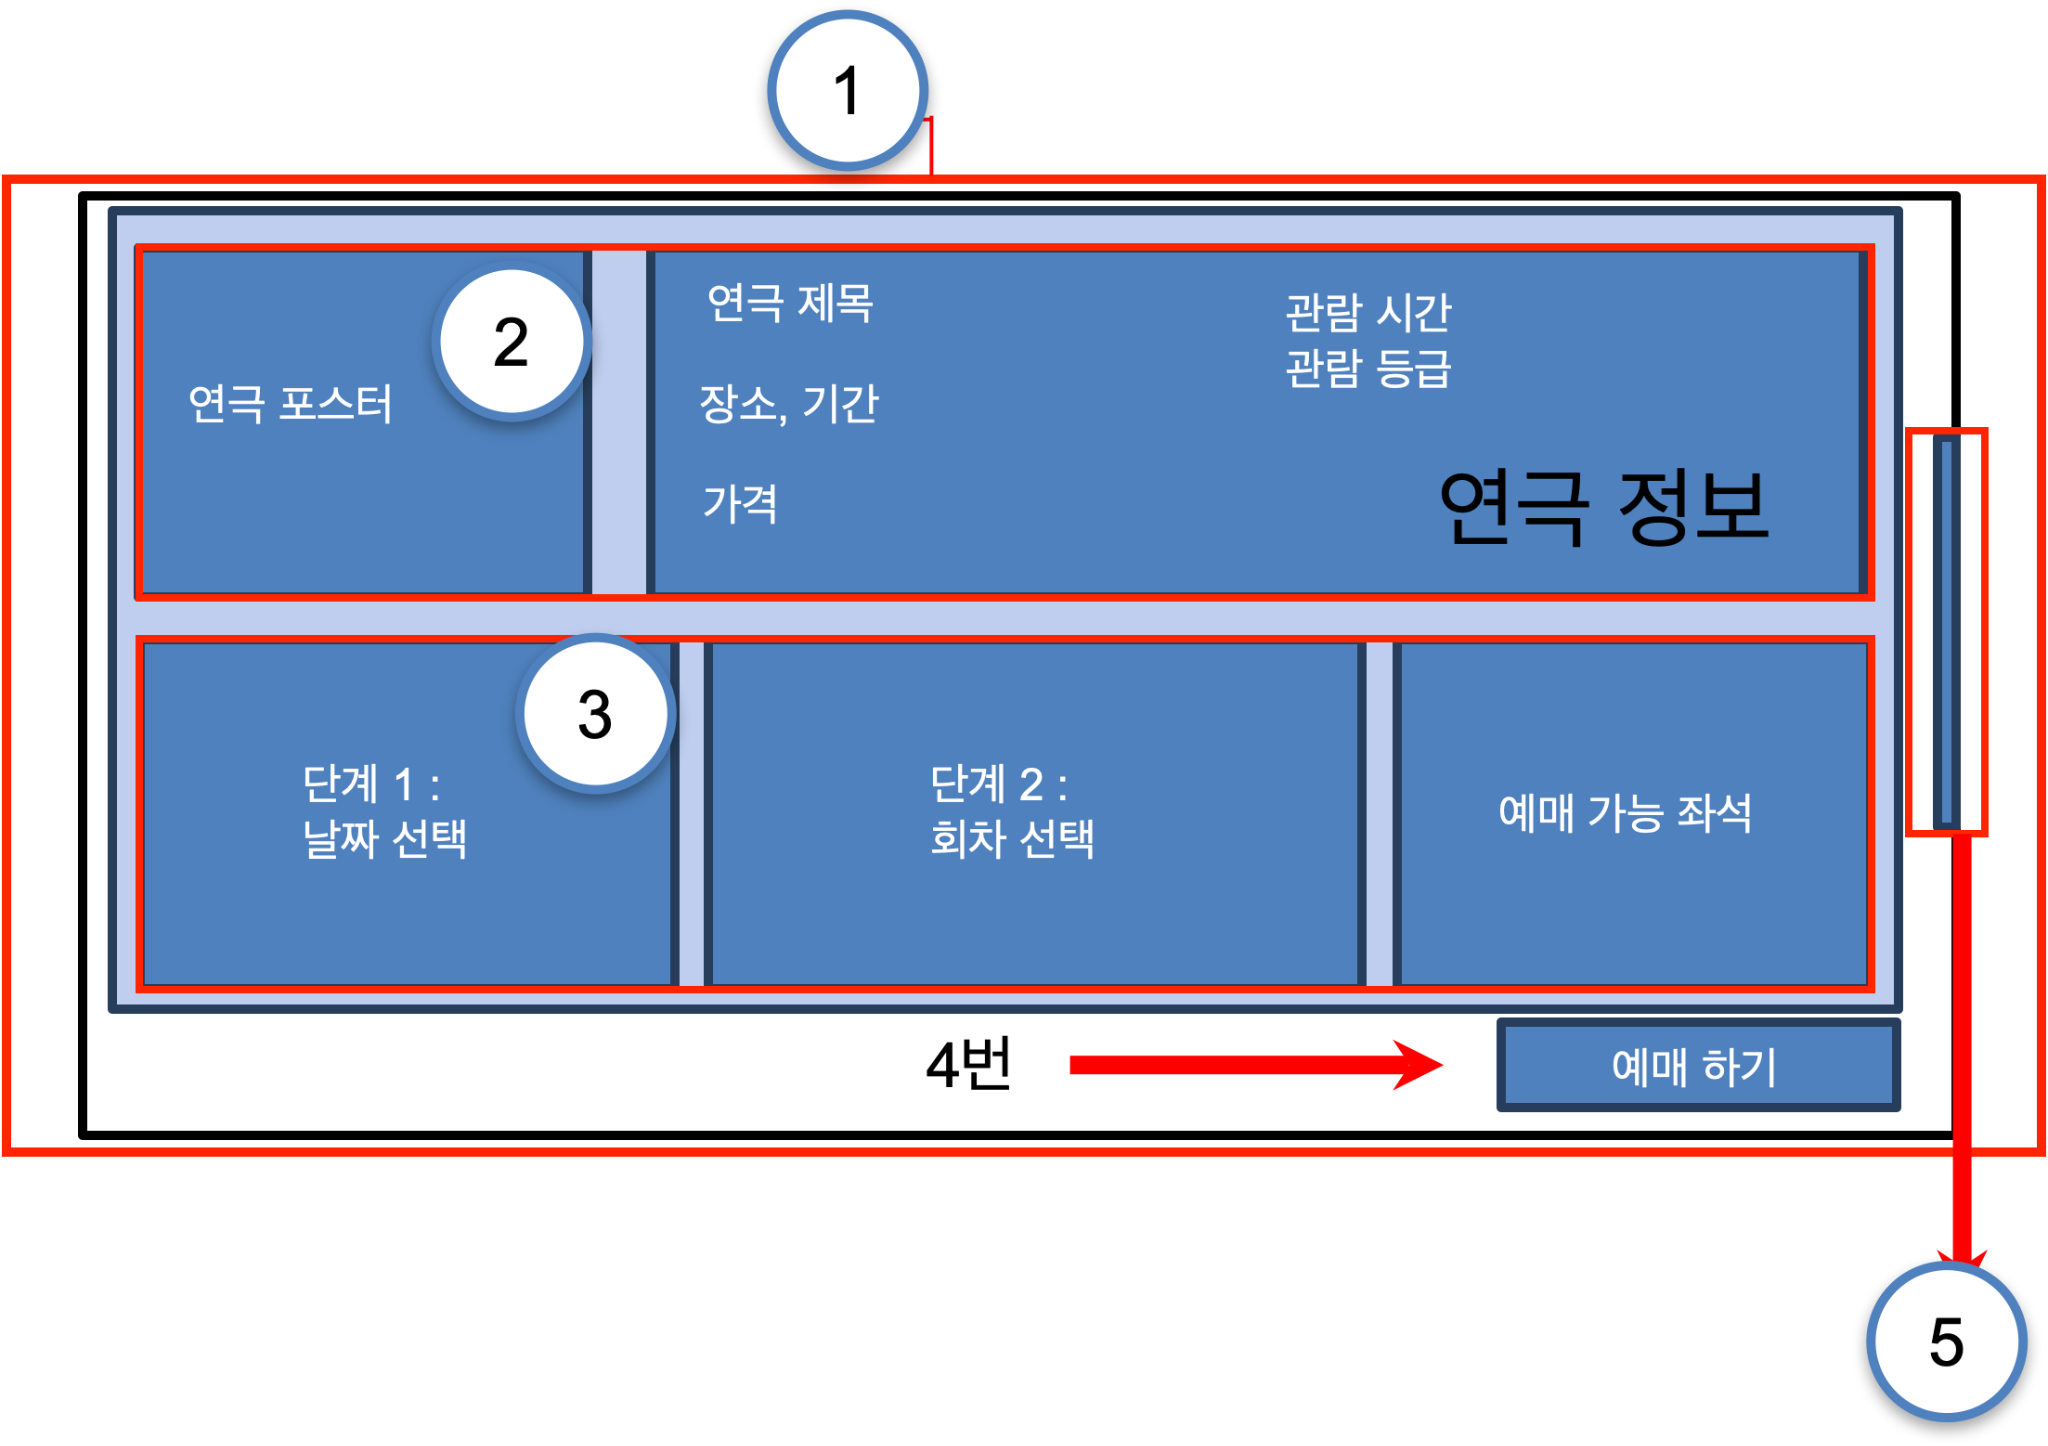 1
2
연극 포스터
연극 제목
장소, 기간
가격
관람 시간
관람 등급
연극 정보
3
단계 1 :
날짜 선택
단계 2 :
회차 선택
예매 가능 좌석
4번
예매 하기
5